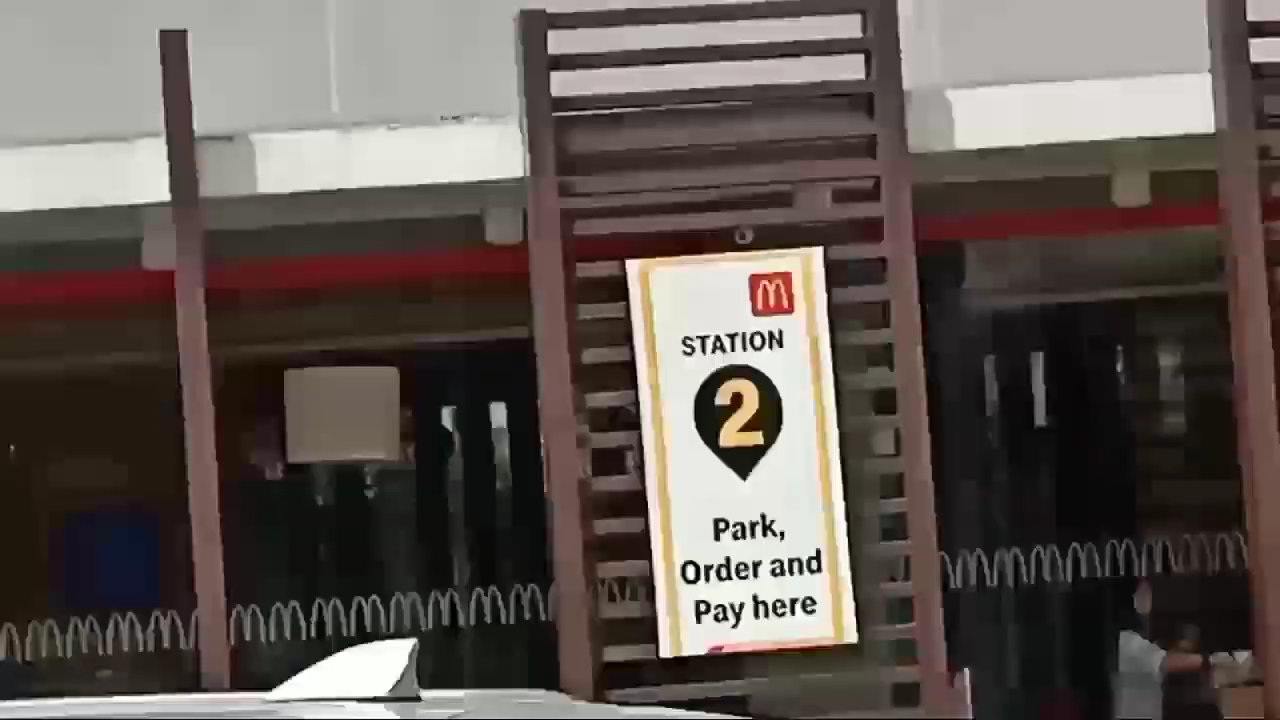 STATION
2
Park,
Order and
Pay here